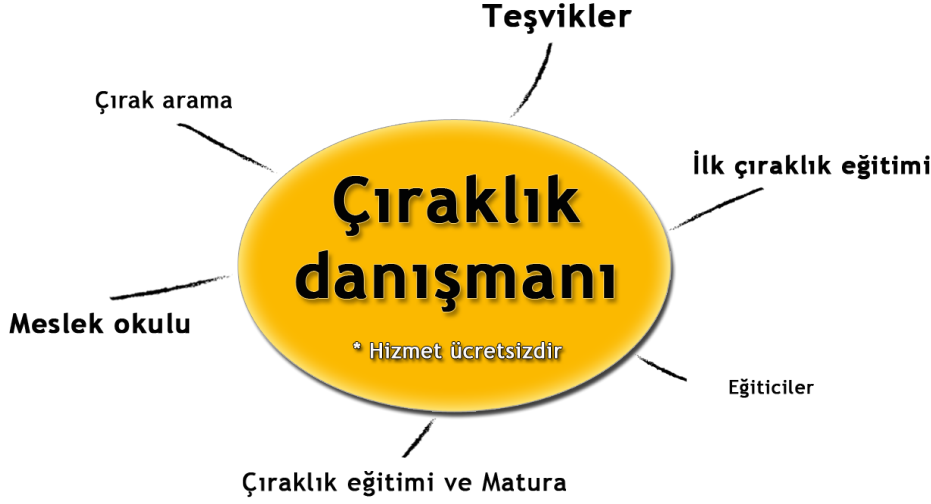 Teşvikler
Çırak arama
İlk çıraklık eğitimi
Çıraklık
danışmanı
* Hizmet ücretsizdir
Meslek okulu
Eğiticiler
Çıraklık eğitimi ve Matura